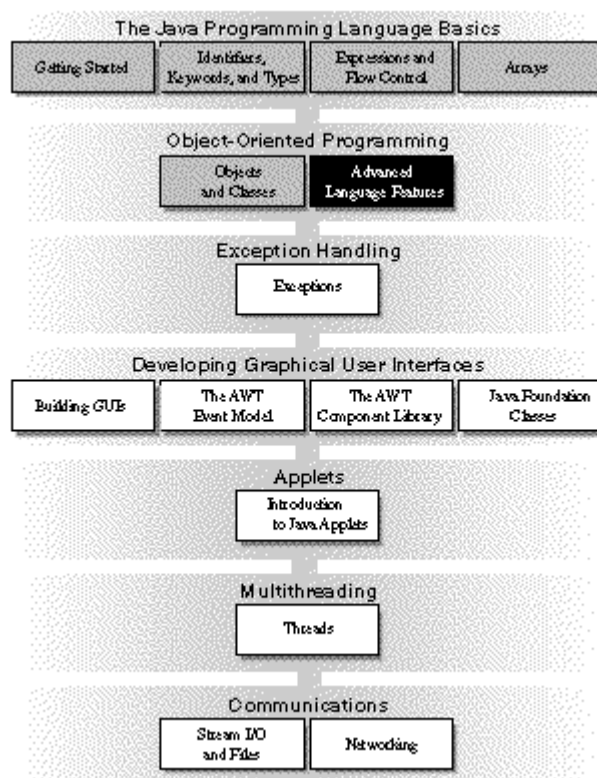 The Java Programming Language Basics
Getting Started
Identifiers,
Keywords, and Types
Expressions and
Flow Control
Arrays
Object-Oriented Programming
Objects
and Classes
Advanced
Language Features
Exception Handling
Exceptions
Developing Graphical User Interfaces
Building GUIs
The AWT
Event Model
The AWT
Component Library
Java Foundation
Classes
Applets
Introduction
to Java Applets
Multithreading
Threads
Communications
Stream I/O
and Files
Networking